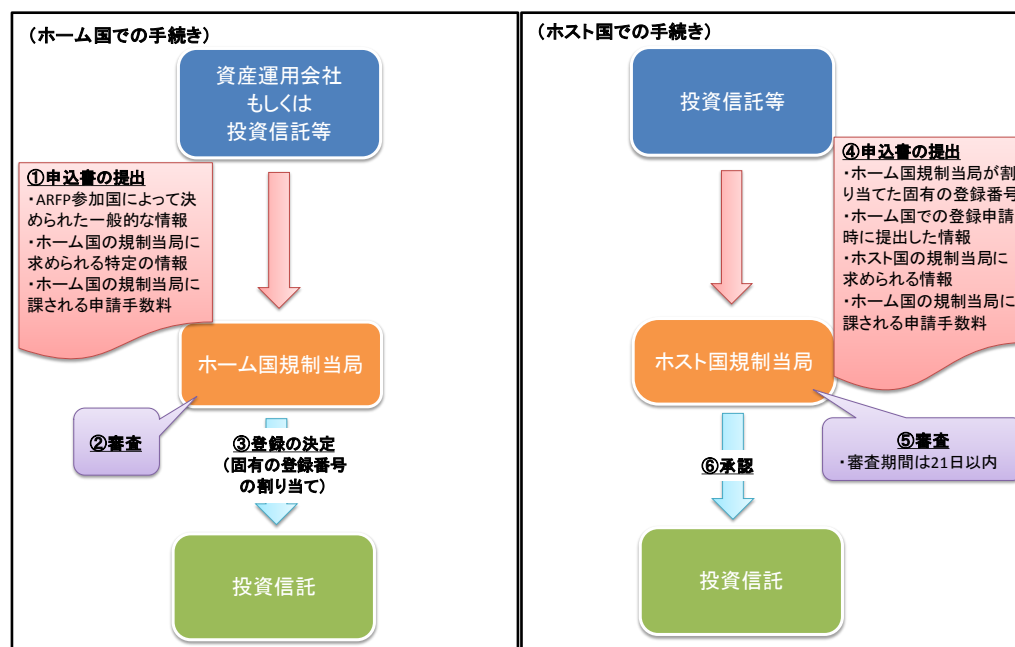 （ホーム国での手続き）
資産運用会社
もしくは
投資信託等
①申込書の提出
・ARFP参加国によって決
められた一般的な情報
・ホーム国の規制当局に
求められる特定の情報
・ホーム国の規制当局に
課される申請手数料
ホーム国規制当局
②審査
③登録の決定
（固有の登録番号
の割り当て）
投資信託
（ホスト国での手続き）
投資信託等
④申込書の提出
・ホーム国規制当局が割
り当てた固有の登録番号
・ホーム国での登録申請
時に提出した情報
・ホスト国の規制当局に
求められる情報
・ホーム国の規制当局に
課される申請手数料
ホスト国規制当局
⑤審査
・審査期間は21日以内
⑥承認
投資信託